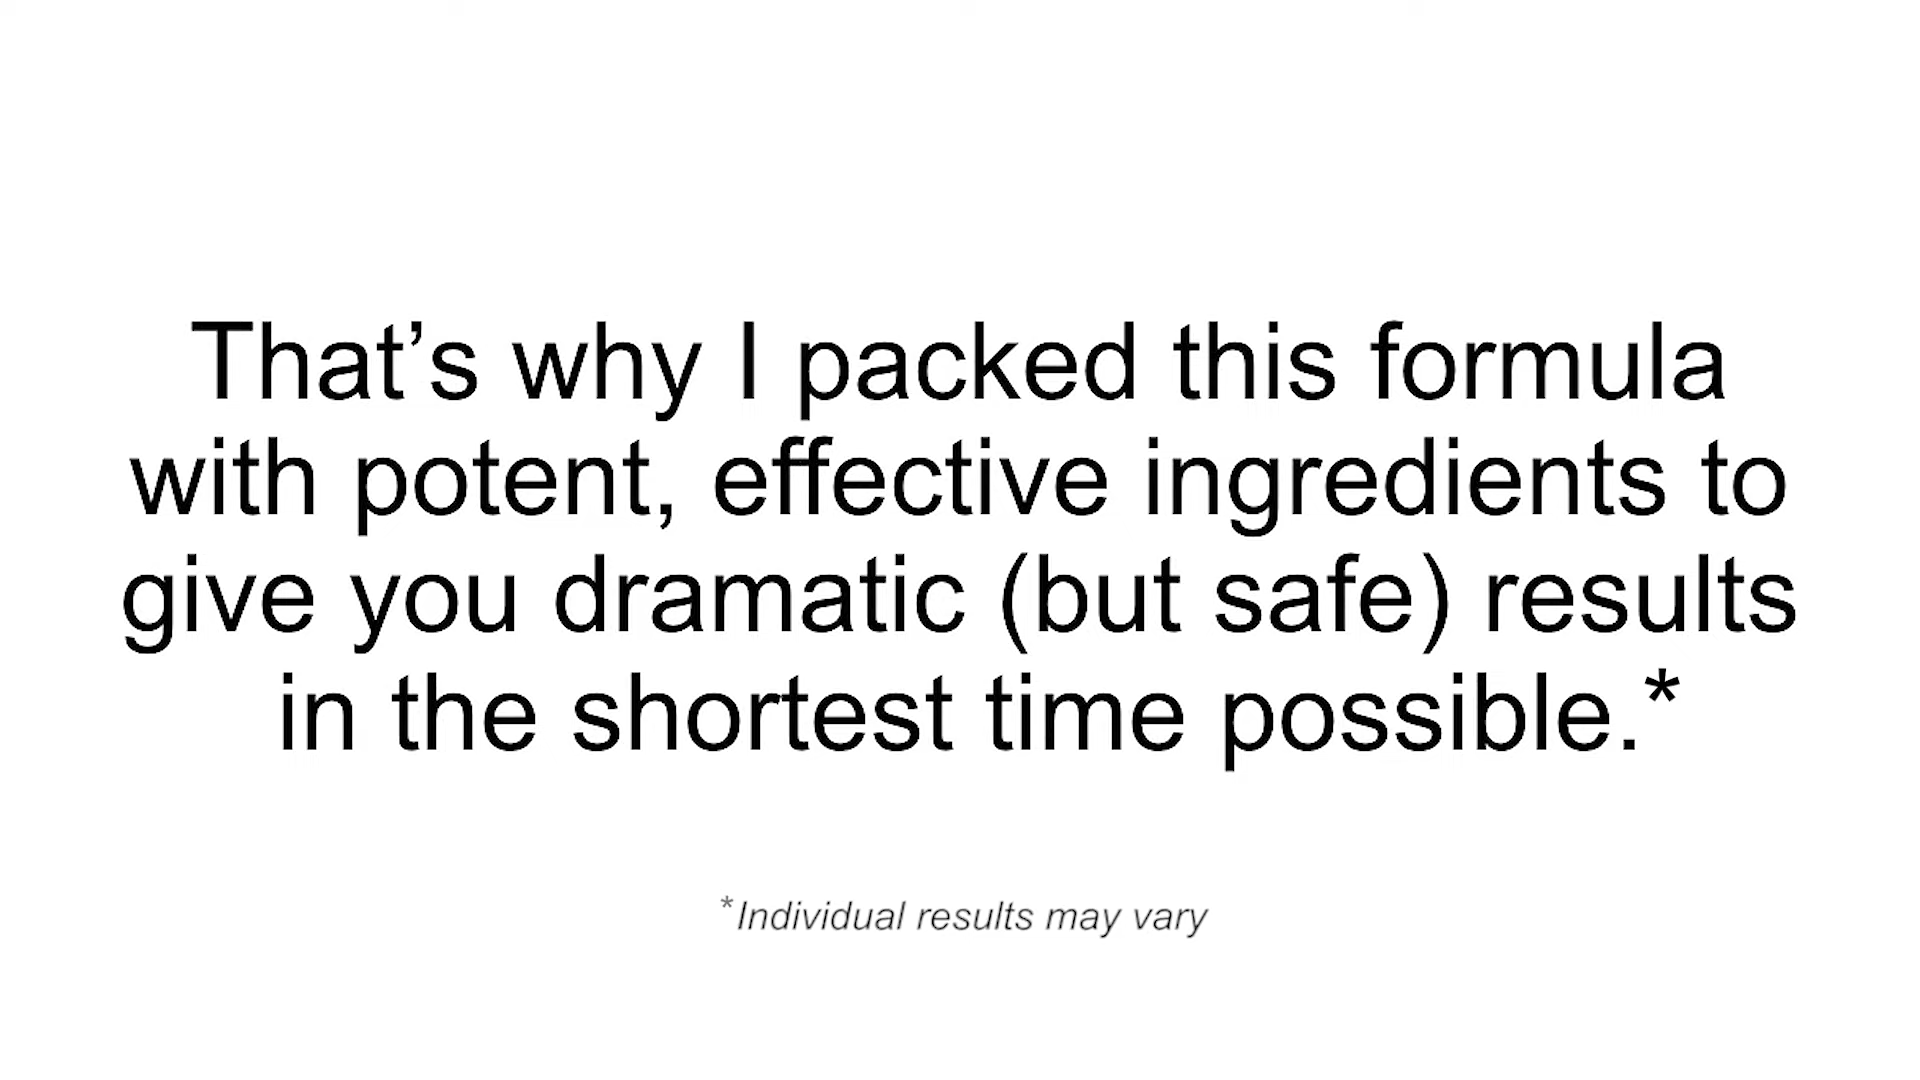 That’s why I packed this formula
with potent, effective ingredients to
give you dramatic (but safe) results
in the shortest time possible.*
*Individual results may vary